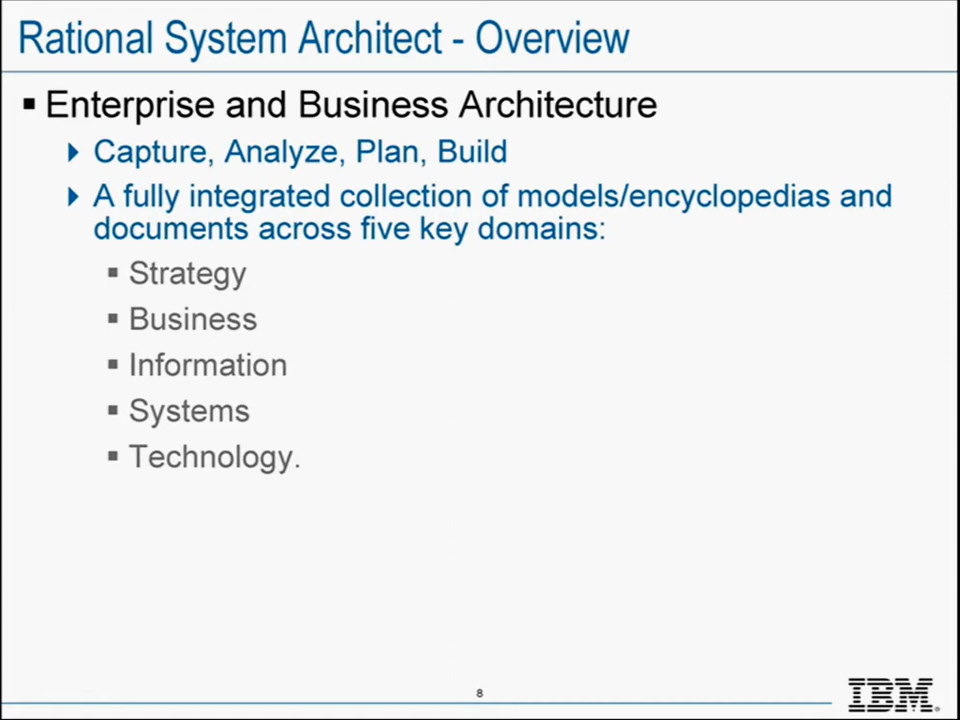 Rational System Architect - Overview
▪ Enterprise and Business Architecture
Capture, Analyze, Plan, Build
A fully integrated collection of models/encyclopedias and
documents across five key domains:
▪ Strategy
▪ Business
▪ Information
▪ Systems
▪ Technology.
8
IBM®